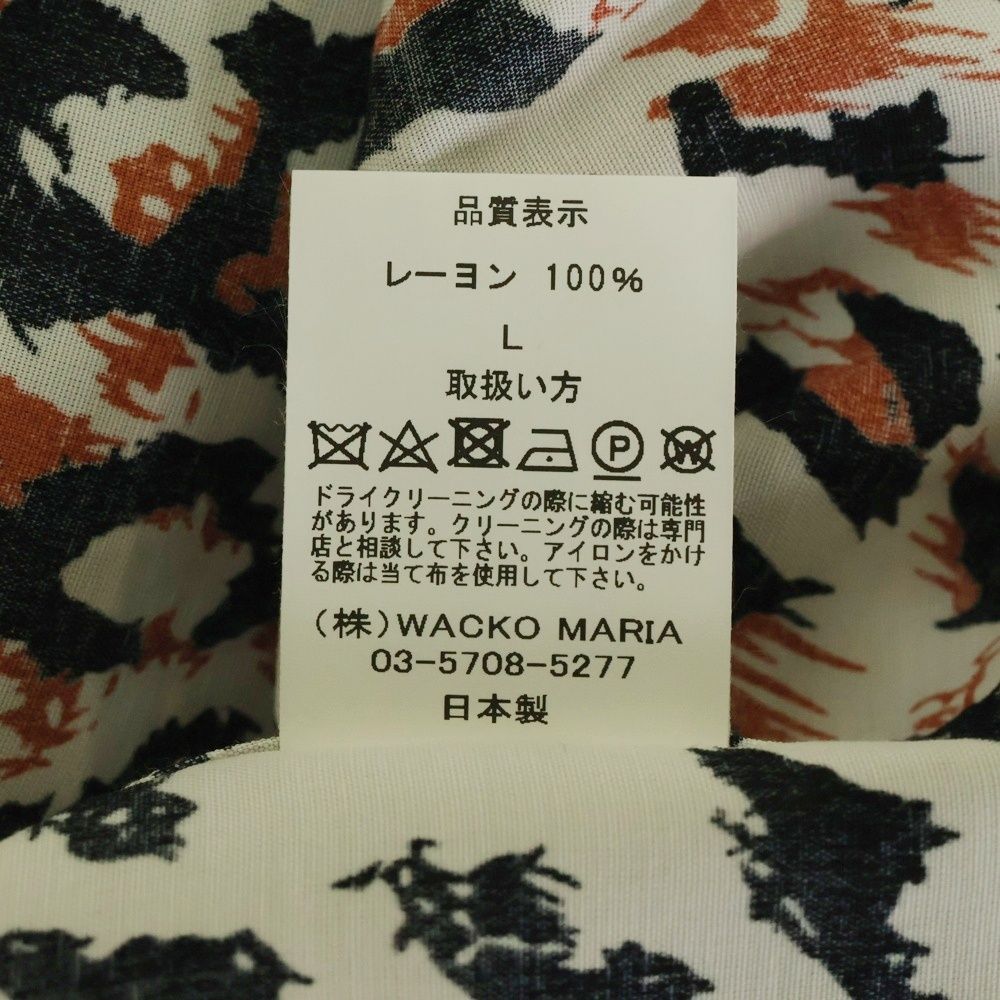 品質表示
レーヨン 100%
L
取扱い方
P W
ドライクリーニングの際に縮む可能性
があります。クリーニングの際は専門
店と相談して下さい。アイロンをかけ
る際は当て布を使用して下さい。
(株)WACKO MARIA
03-5708-5277
日本製